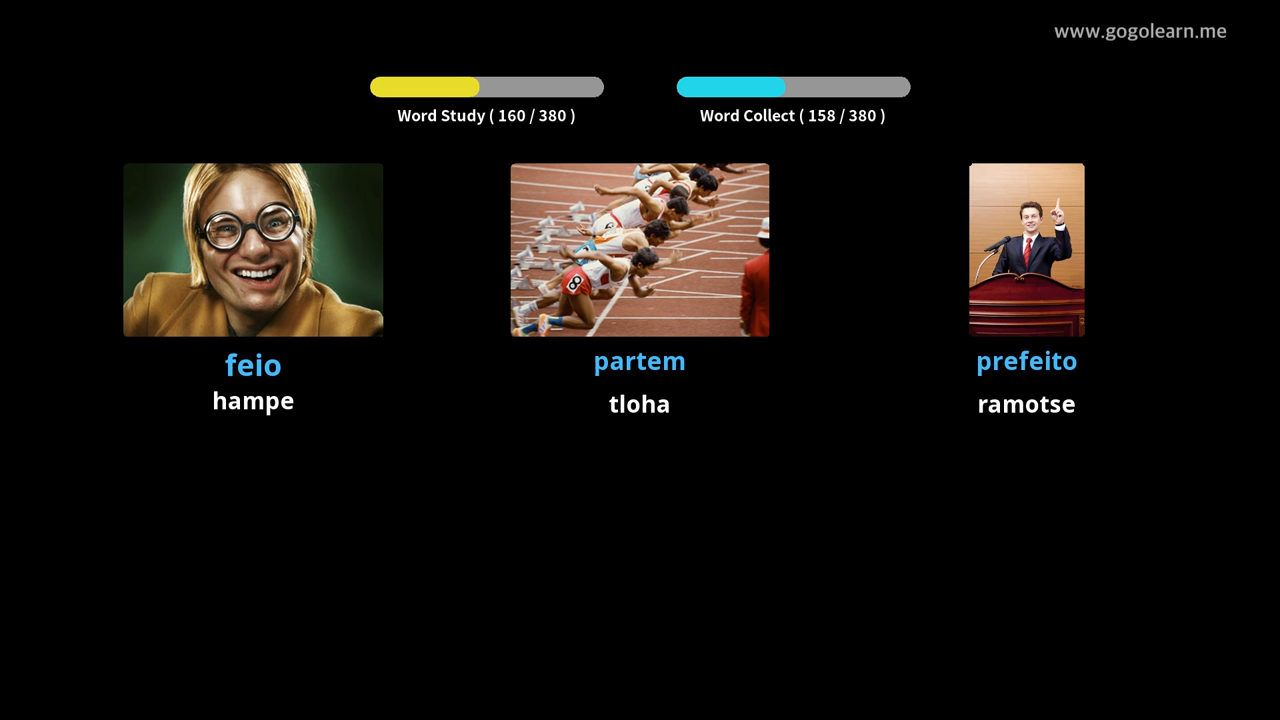 www.gogolearn.me
Word Study ( 160 / 380 )
Word Collect ( 158 / 380 )
feio
hampe
partem
tloha
prefeito
ramotse